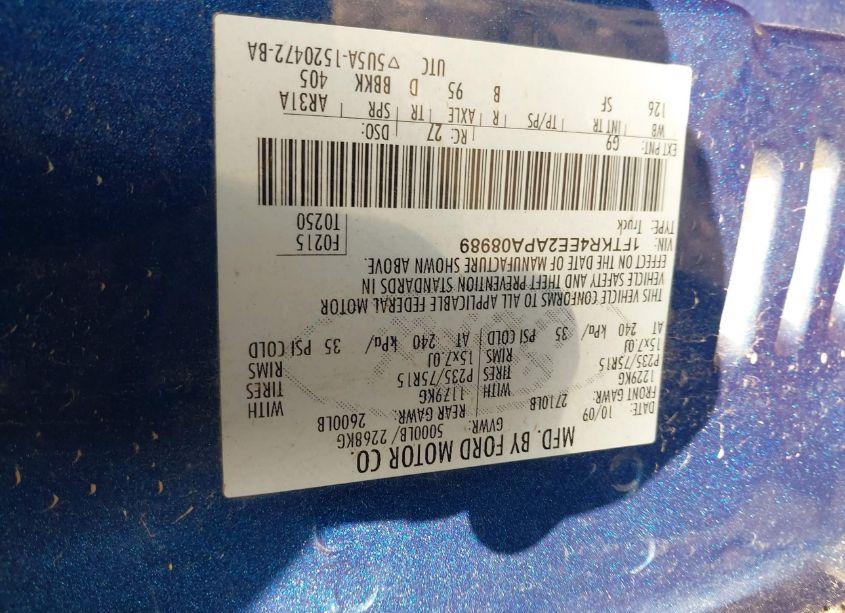 MFD. BY FORD MOTOR CO.
DATE: 10/09 GVWR: 5000LB/ 2268KG
FRONT GAWR: 2710LB REAR GAWR: 2600LB
1229KG WITH 1179KG WITH
P235/75R15 TIRES P235/75R15 TIRES
15x7.0J RIMS 15x7.0J RIMS
AT 240 kPa/ 35 PSI COLD AT 240 kPa/ 35 PSI COLD
THIS VEHICLE CONFORMS TO ALL APPLICABLE FEDERAL MOTOR
VEHICLE SAFETY AND THEFT PREVENTION STANDARDS IN
EFFECT ON THE DATE OF MANUFACTURE SHOWN ABOVE.
VIN: 1FTKR4EE2APA08989 F0215
TYPE: Truck T0250
EXT PNT: G9 RC: 27 DSO:
WB INT TR TP/PS R AXLE TR SPR AR31A
126 SF B 95 D BBKK 405
UTC ▽5U5A-1520472-BA